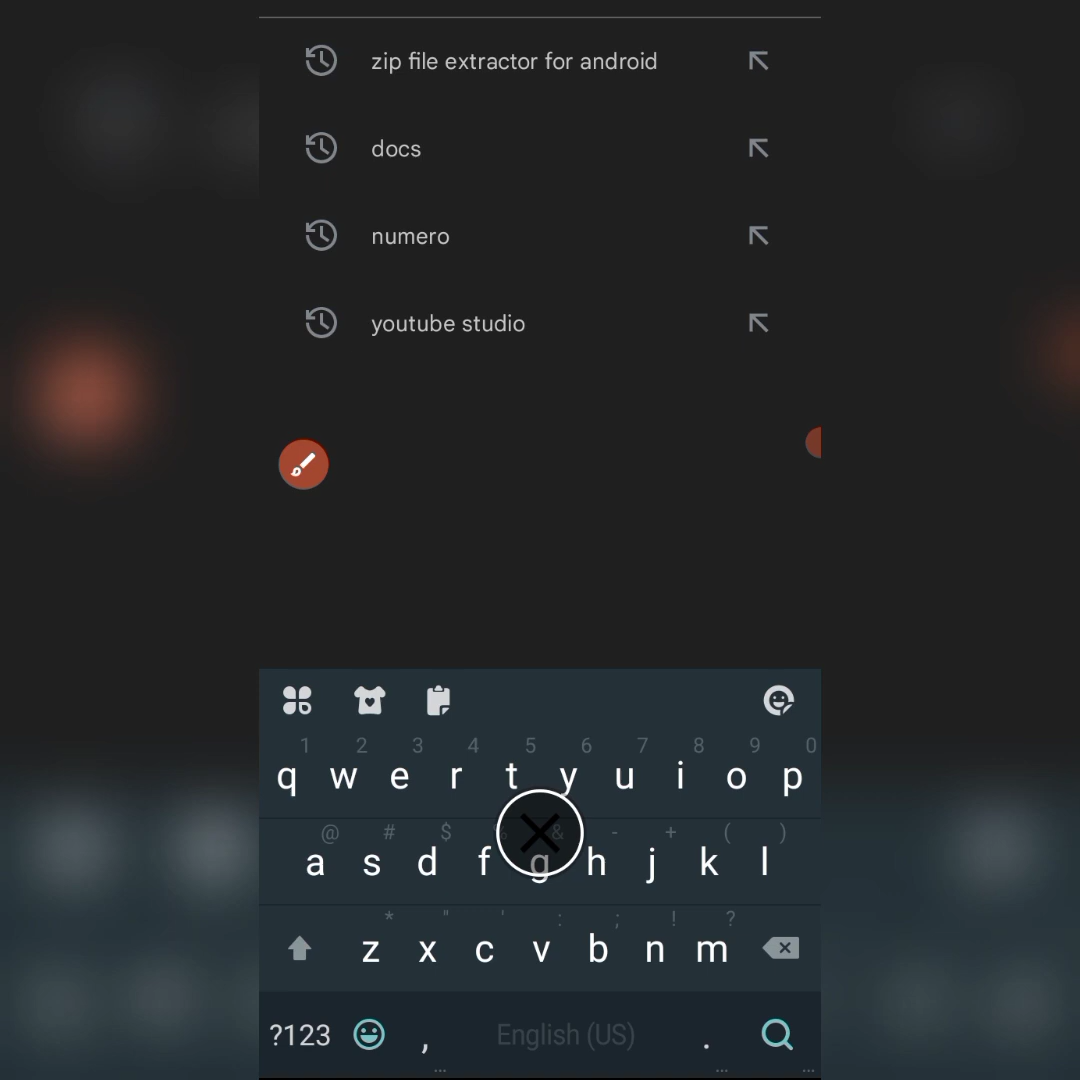 zip file extractor for android
docs
numero
youtube studio
1 2 3 4 5 6 7 8 9 0
q w e r t y u i o p
@ # $ & - + ( )
a s d f g h j k l
* " ' : ; ! ?
z x c v b n m
?123 , English (US) .